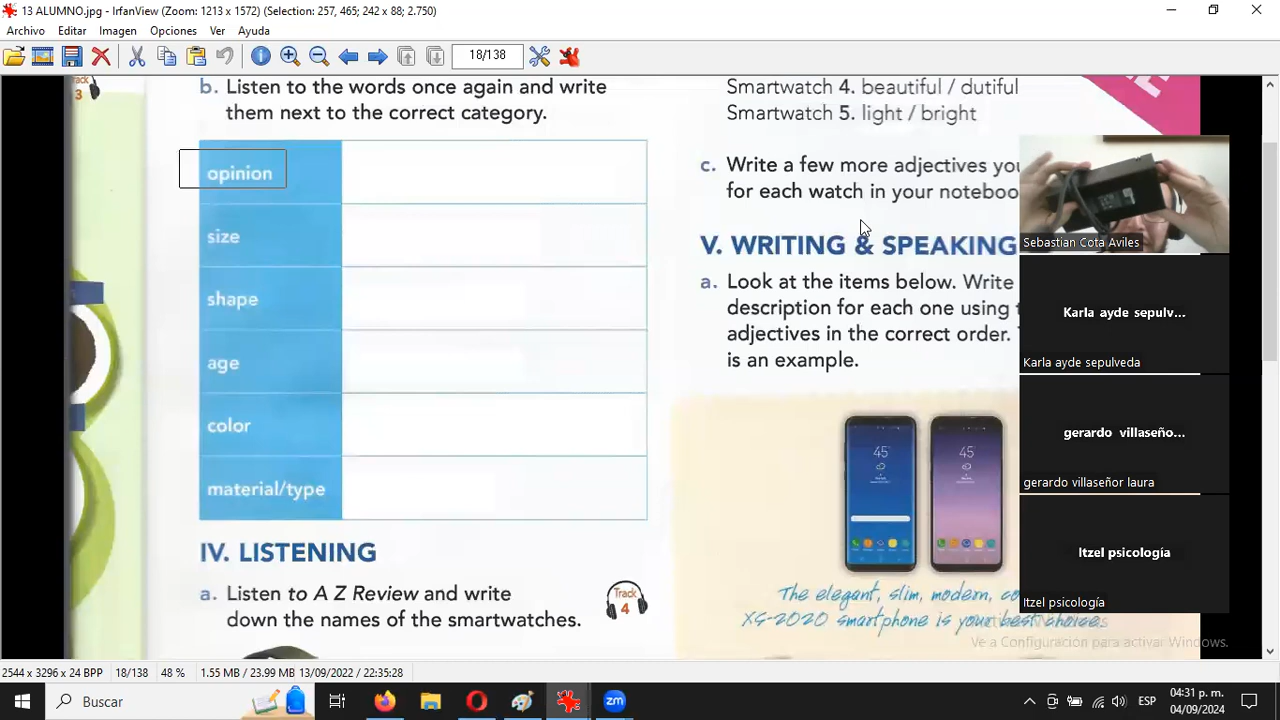 13 ALUMNO.jpg - IrfanView (Zoom: 1213 x 1572) (Selection: 257, 465; 242 x 88; 2.750)
Archivo Editar Imagen Opciones Ver Ayuda
18/138
Track
3
b. Listen to the words once again and write
them next to the correct category.
opinion
size
shape
age
color
material/type
IV. LISTENING
a. Listen to A Z Review and write
down the names of the smartwatches.
Track
4
Smartwatch 4. beautiful / dutiful
Smartwatch 5. light / bright
c. Write a few more adjectives you
for each watch in your noteboo
V. WRITING & SPEAKING
a. Look at the items below. Write
description for each one using
adjectives in the correct order.
is an example.
45°
45°
The elegant, slim, modern, co
XG-2020 smartphone is your best choice.
Sebastian Cota Aviles
Karla ayde sepulv...
Karla ayde sepulveda
gerardo villaseño...
gerardo villaseñor laura
Itzel psicología
Itzel psicología
Ve a Configuración para activar Windows.
2544 x 3296 x 24 BPP 18/138 48 % 1.55 MB / 23.99 MB 13/09/2022 / 22:35:28
Buscar
zm
ESP
04:31 p. m.
04/09/2024